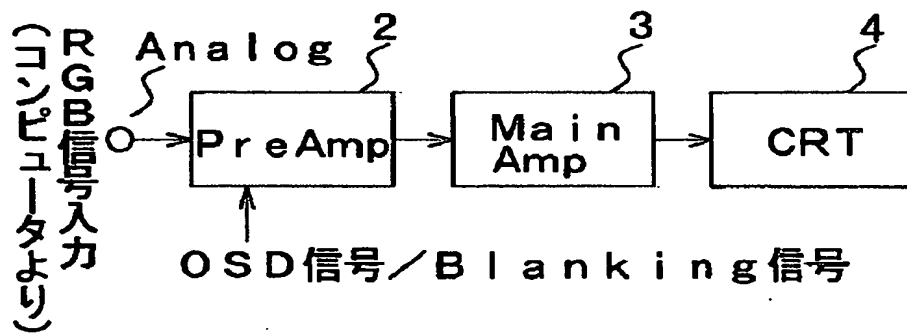 RGB信号入力
(コンピュータより)
Analog
2
3
4
PreAmp
Main
Amp
CRT
OSD信号/Blanking信号